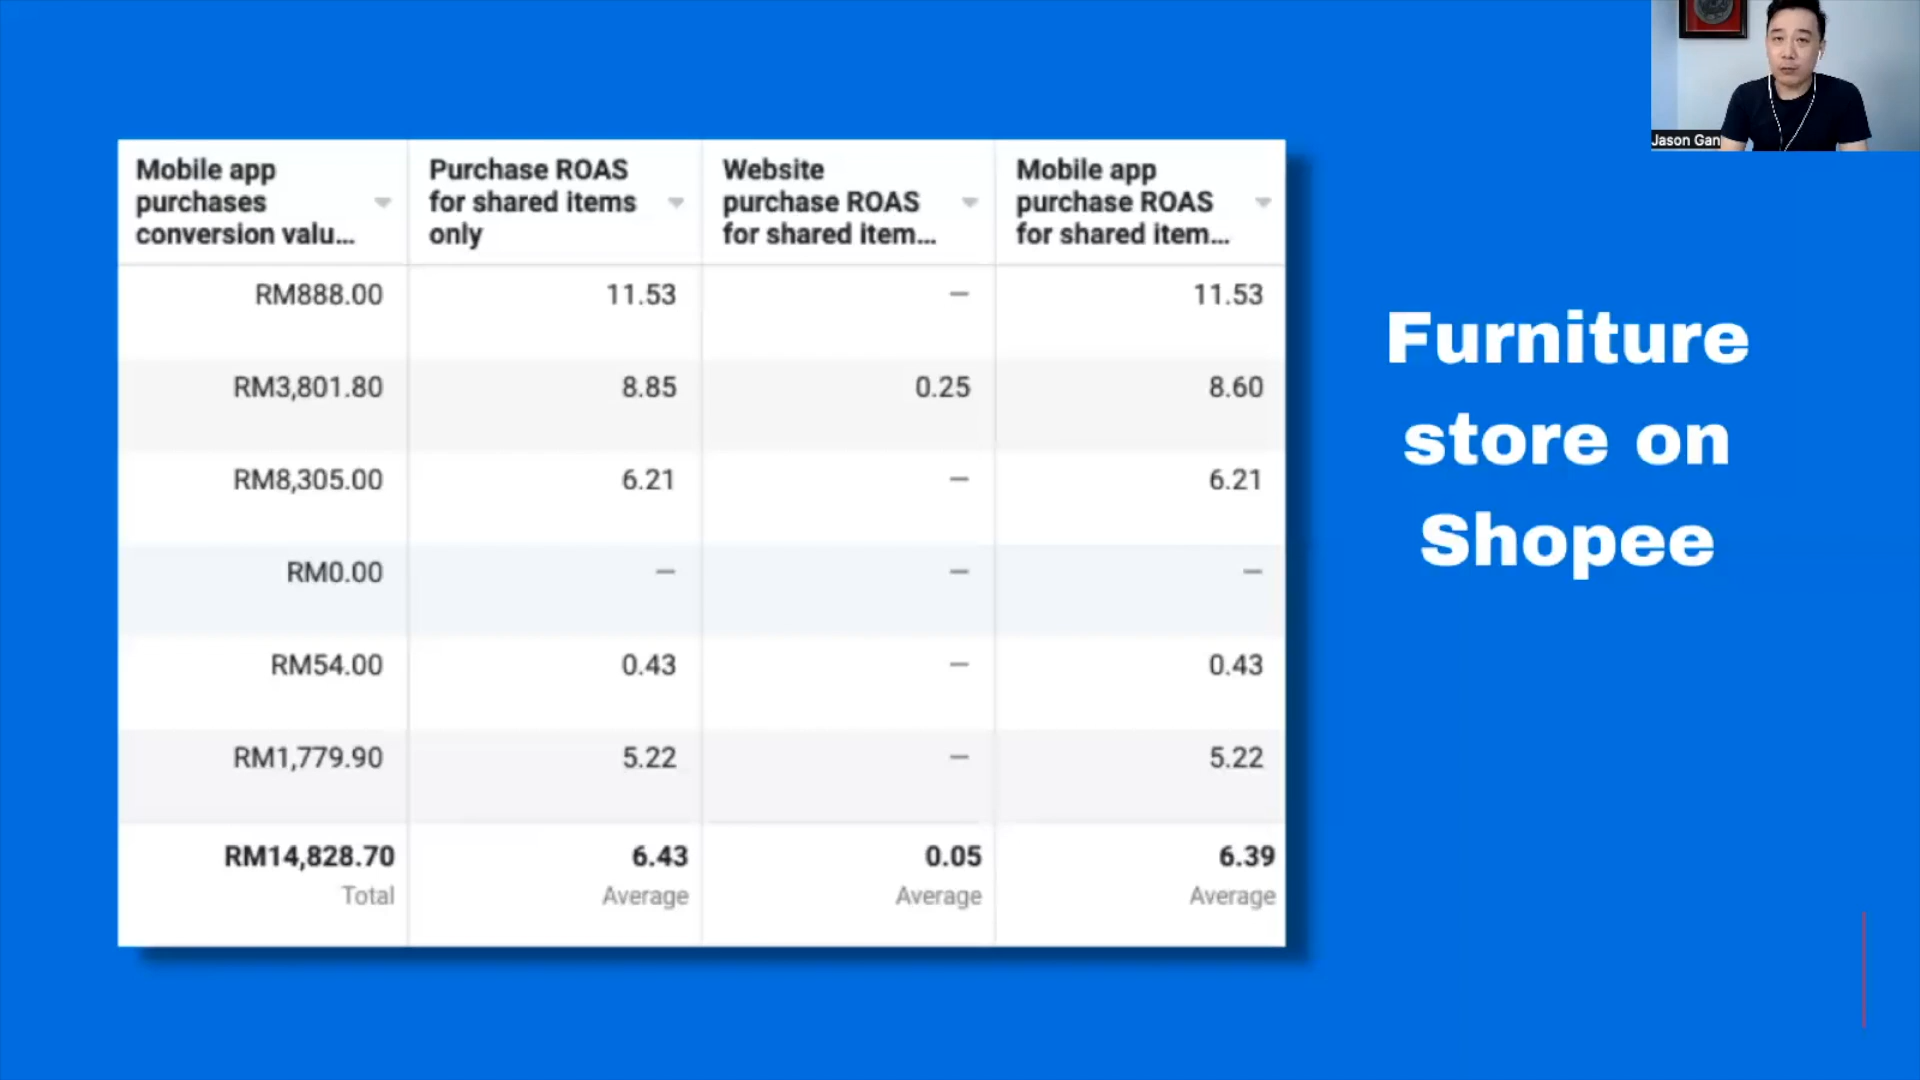 Jason Gan
Mobile app
purchases
conversion valu...
Purchase ROAS
for shared items
only
Website
purchase ROAS
for shared item...
Mobile app
purchase ROAS
for shared item...
RM888.00 11.53 — 11.53
RM3,801.80 8.85 0.25 8.60
RM8,305.00 6.21 — 6.21
RM0.00 — — —
RM54.00 0.43 — 0.43
RM1,779.90 5.22 — 5.22
RM14,828.70 6.43 0.05 6.39
Total Average Average Average
Furniture
store on
Shopee